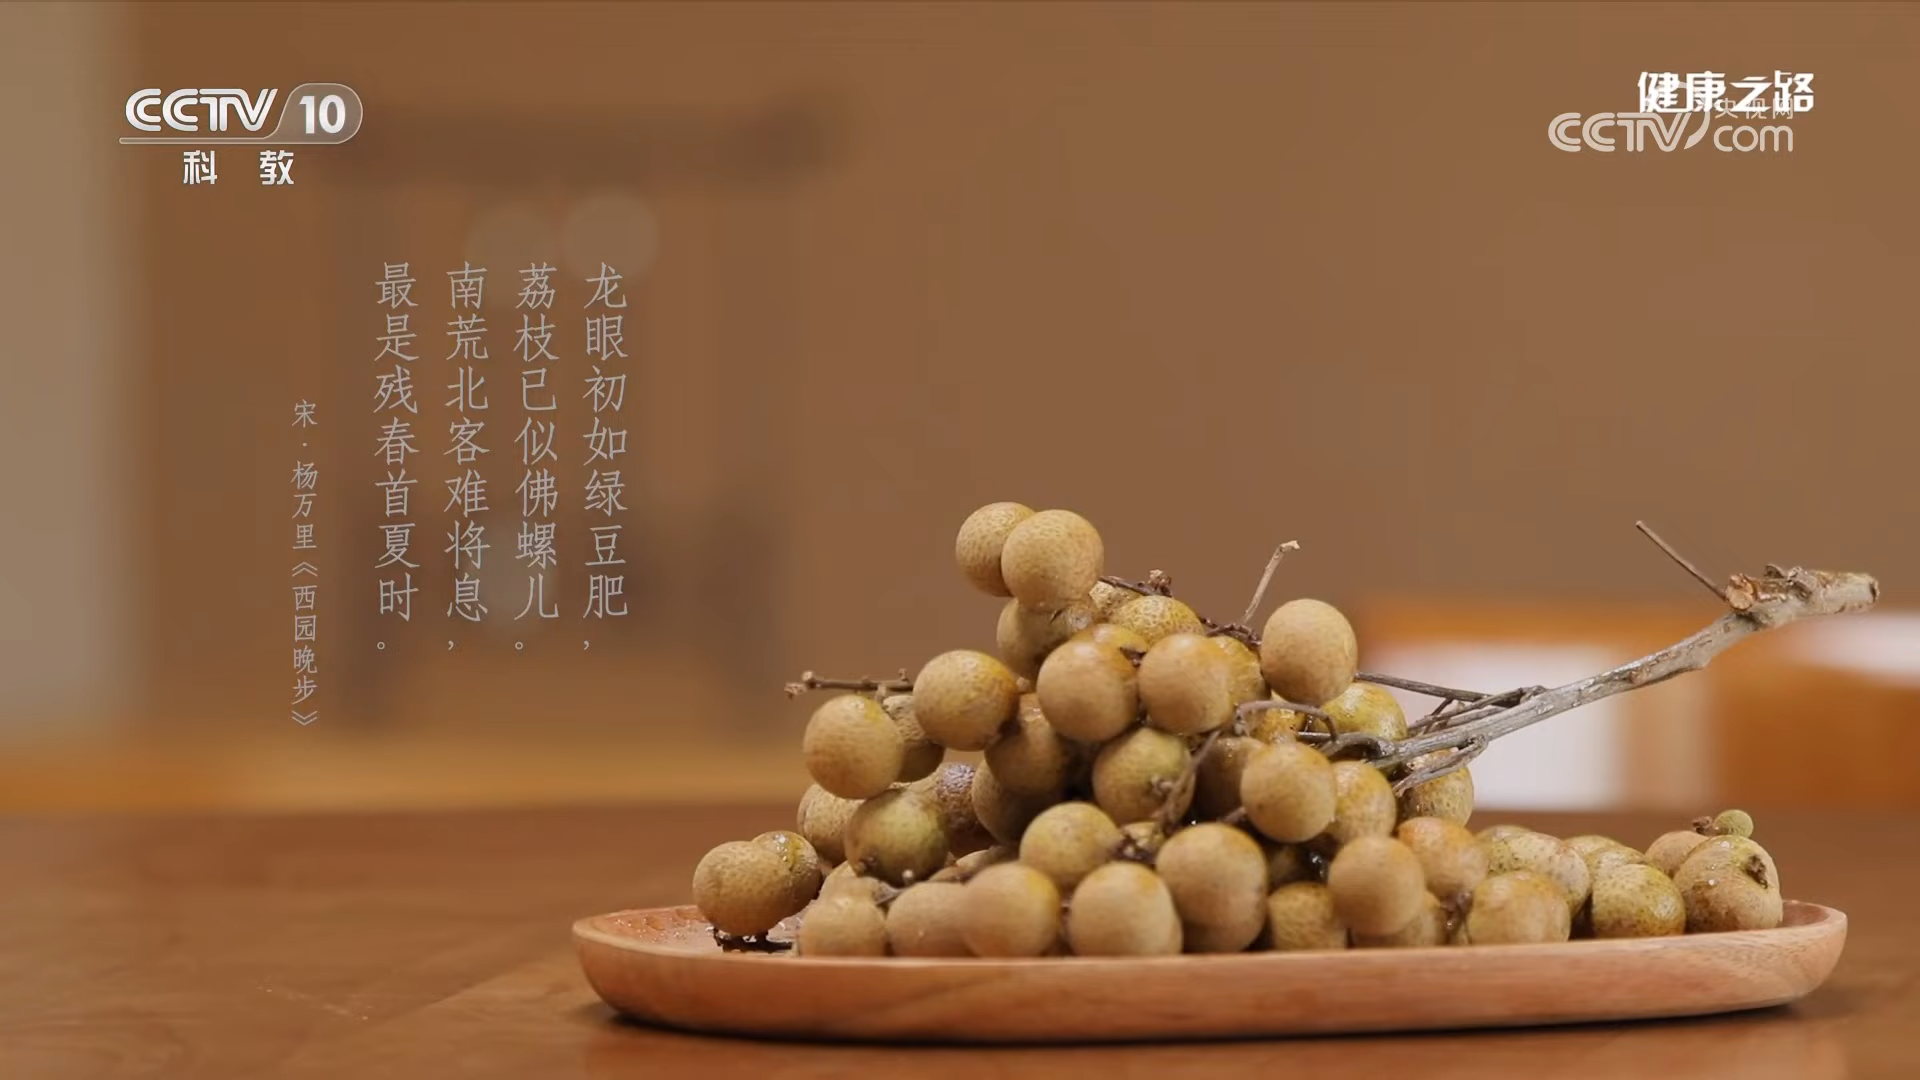 CCTV 10
科教
健康之路
央视网
CCTV.com
龙眼初如绿豆肥，
荔枝已似佛螺儿。
南荒北客难将息，
最是残春首夏时。
宋·杨万里《西园晚步》